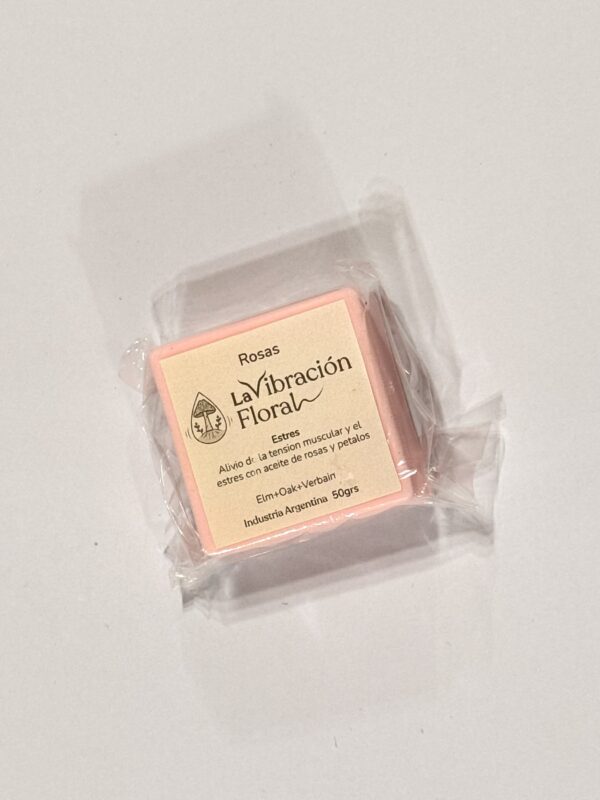 Rosas
La Vibración
Floral
Estres
Alivio de la tension muscular y el
estres con aceite de rosas y petalos
Elm+Oak+Verbain
Industria Argentina 50grs